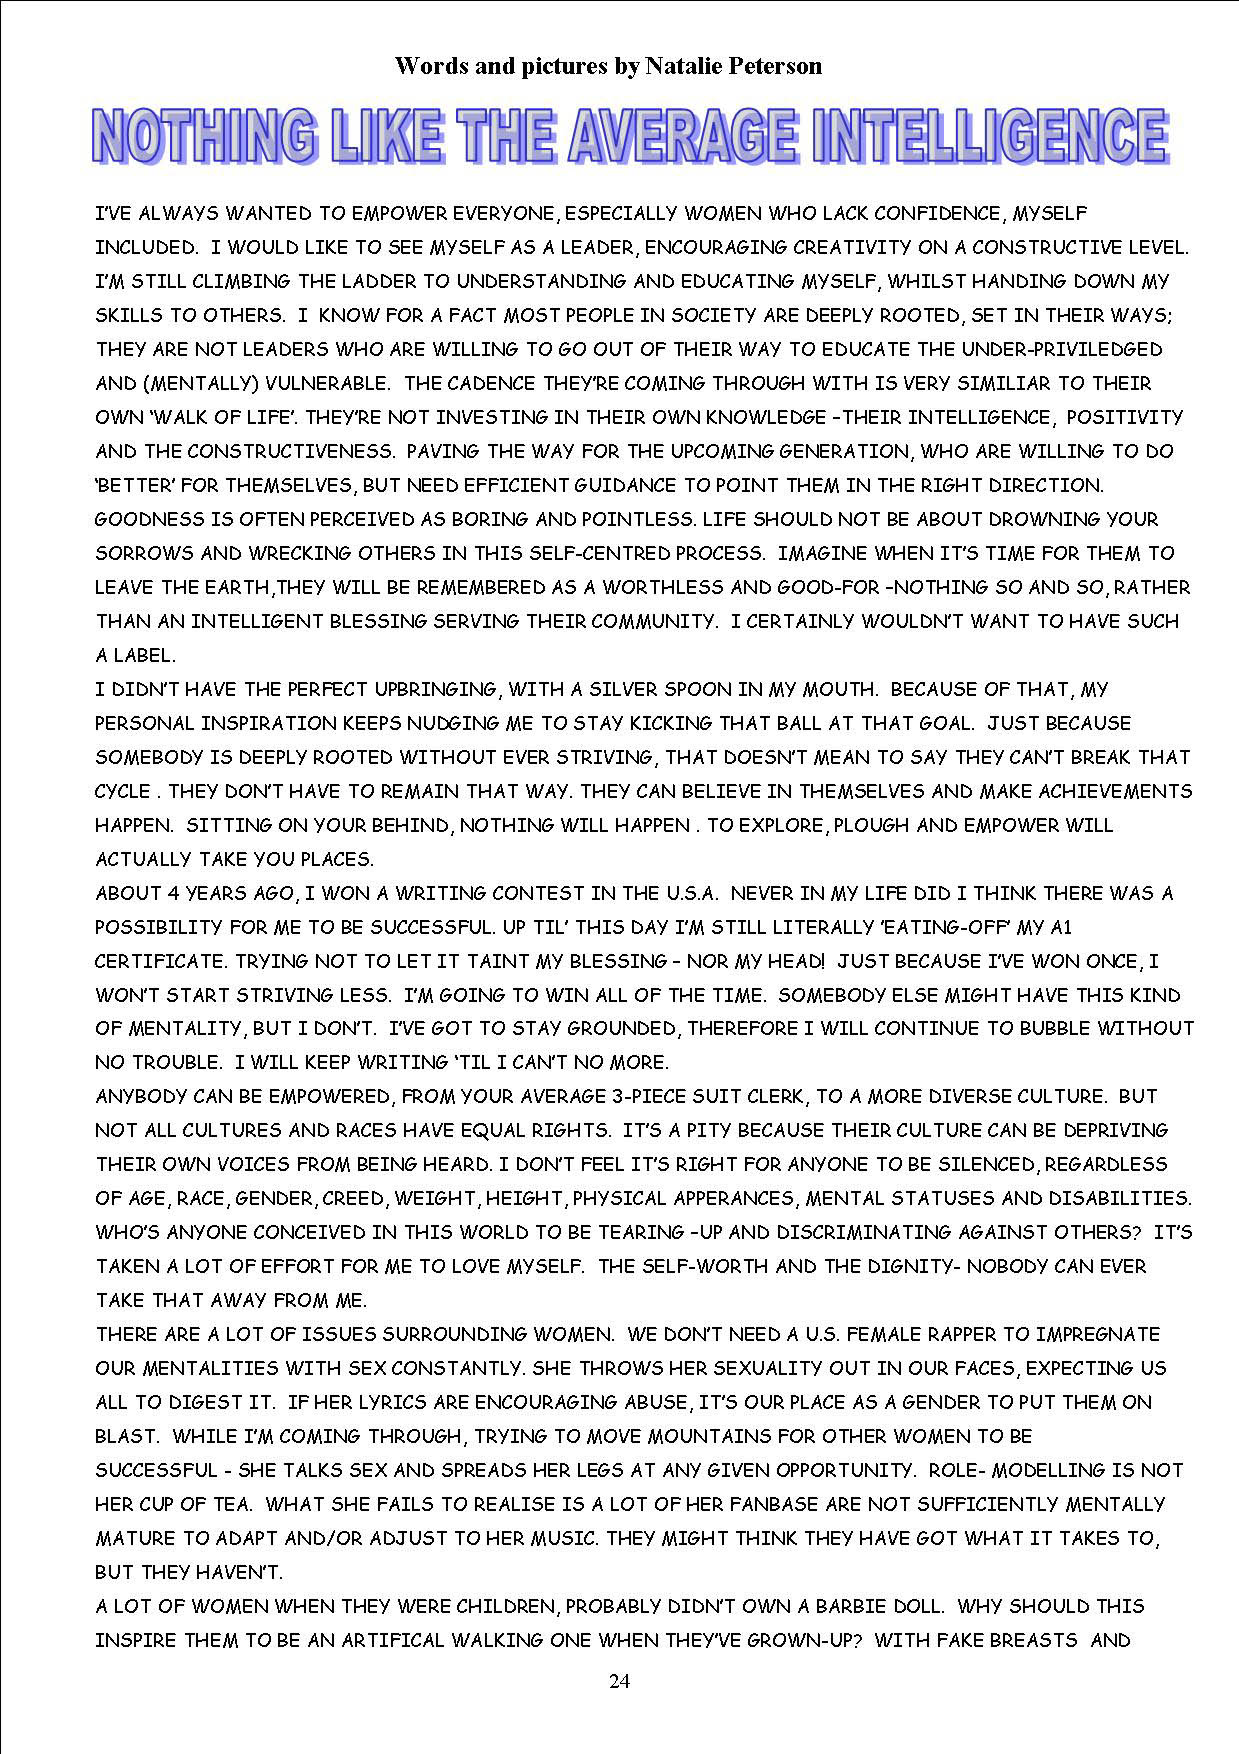 Words and pictures by Natalie Peterson
NOTHING LIKE THE AVERAGE INTELLIGENCE
I'VE ALWAYS WANTED TO EMPOWER EVERYONE, ESPECIALLY WOMEN WHO LACK CONFIDENCE, MYSELF
INCLUDED. I WOULD LIKE TO SEE MYSELF AS A LEADER, ENCOURAGING CREATIVITY ON A CONSTRUCTIVE LEVEL.
I'M STILL CLIMBING THE LADDER TO UNDERSTANDING AND EDUCATING MYSELF, WHILST HANDING DOWN MY
SKILLS TO OTHERS. I KNOW FOR A FACT MOST PEOPLE IN SOCIETY ARE DEEPLY ROOTED, SET IN THEIR WAYS;
THEY ARE NOT LEADERS WHO ARE WILLING TO GO OUT OF THEIR WAY TO EDUCATE THE UNDER-PRIVILEDGED
AND (MENTALLY) VULNERABLE. THE CADENCE THEY'RE COMING THROUGH WITH IS VERY SIMILIAR TO THEIR
OWN 'WALK OF LIFE'. THEY'RE NOT INVESTING IN THEIR OWN KNOWLEDGE –THEIR INTELLIGENCE, POSITIVITY
AND THE CONSTRUCTIVENESS. PAVING THE WAY FOR THE UPCOMING GENERATION, WHO ARE WILLING TO DO
'BETTER' FOR THEMSELVES, BUT NEED EFFICIENT GUIDANCE TO POINT THEM IN THE RIGHT DIRECTION.
GOODNESS IS OFTEN PERCEIVED AS BORING AND POINTLESS. LIFE SHOULD NOT BE ABOUT DROWNING YOUR
SORROWS AND WRECKING OTHERS IN THIS SELF-CENTRED PROCESS. IMAGINE WHEN IT'S TIME FOR THEM TO
LEAVE THE EARTH,THEY WILL BE REMEMBERED AS A WORTHLESS AND GOOD-FOR –NOTHING SO AND SO, RATHER
THAN AN INTELLIGENT BLESSING SERVING THEIR COMMUNITY. I CERTAINLY WOULDN'T WANT TO HAVE SUCH
A LABEL.
I DIDN'T HAVE THE PERFECT UPBRINGING, WITH A SILVER SPOON IN MY MOUTH. BECAUSE OF THAT, MY
PERSONAL INSPIRATION KEEPS NUDGING ME TO STAY KICKING THAT BALL AT THAT GOAL. JUST BECAUSE
SOMEBODY IS DEEPLY ROOTED WITHOUT EVER STRIVING, THAT DOESN'T MEAN TO SAY THEY CAN'T BREAK THAT
CYCLE . THEY DON'T HAVE TO REMAIN THAT WAY. THEY CAN BELIEVE IN THEMSELVES AND MAKE ACHIEVEMENTS
HAPPEN. SITTING ON YOUR BEHIND, NOTHING WILL HAPPEN . TO EXPLORE, PLOUGH AND EMPOWER WILL
ACTUALLY TAKE YOU PLACES.
ABOUT 4 YEARS AGO, I WON A WRITING CONTEST IN THE U.S.A. NEVER IN MY LIFE DID I THINK THERE WAS A
POSSIBILITY FOR ME TO BE SUCCESSFUL. UP TIL' THIS DAY I'M STILL LITERALLY 'EATING-OFF' MY A1
CERTIFICATE. TRYING NOT TO LET IT TAINT MY BLESSING – NOR MY HEAD! JUST BECAUSE I'VE WON ONCE, I
WON'T START STRIVING LESS. I'M GOING TO WIN ALL OF THE TIME. SOMEBODY ELSE MIGHT HAVE THIS KIND
OF MENTALITY, BUT I DON'T. I'VE GOT TO STAY GROUNDED, THEREFORE I WILL CONTINUE TO BUBBLE WITHOUT
NO TROUBLE. I WILL KEEP WRITING 'TIL I CAN'T NO MORE.
ANYBODY CAN BE EMPOWERED, FROM YOUR AVERAGE 3-PIECE SUIT CLERK, TO A MORE DIVERSE CULTURE. BUT
NOT ALL CULTURES AND RACES HAVE EQUAL RIGHTS. IT'S A PITY BECAUSE THEIR CULTURE CAN BE DEPRIVING
THEIR OWN VOICES FROM BEING HEARD. I DON'T FEEL IT'S RIGHT FOR ANYONE TO BE SILENCED, REGARDLESS
OF AGE, RACE, GENDER, CREED, WEIGHT, HEIGHT, PHYSICAL APPERANCES, MENTAL STATUSES AND DISABILITIES.
WHO'S ANYONE CONCEIVED IN THIS WORLD TO BE TEARING –UP AND DISCRIMINATING AGAINST OTHERS? IT'S
TAKEN A LOT OF EFFORT FOR ME TO LOVE MYSELF. THE SELF-WORTH AND THE DIGNITY- NOBODY CAN EVER
TAKE THAT AWAY FROM ME.
THERE ARE A LOT OF ISSUES SURROUNDING WOMEN. WE DON'T NEED A U.S. FEMALE RAPPER TO IMPREGNATE
OUR MENTALITIES WITH SEX CONSTANTLY. SHE THROWS HER SEXUALITY OUT IN OUR FACES, EXPECTING US
ALL TO DIGEST IT. IF HER LYRICS ARE ENCOURAGING ABUSE, IT'S OUR PLACE AS A GENDER TO PUT THEM ON
BLAST. WHILE I'M COMING THROUGH, TRYING TO MOVE MOUNTAINS FOR OTHER WOMEN TO BE
SUCCESSFUL - SHE TALKS SEX AND SPREADS HER LEGS AT ANY GIVEN OPPORTUNITY. ROLE- MODELLING IS NOT
HER CUP OF TEA. WHAT SHE FAILS TO REALISE IS A LOT OF HER FANBASE ARE NOT SUFFICIENTLY MENTALLY
MATURE TO ADAPT AND/OR ADJUST TO HER MUSIC. THEY MIGHT THINK THEY HAVE GOT WHAT IT TAKES TO,
BUT THEY HAVEN'T.
A LOT OF WOMEN WHEN THEY WERE CHILDREN, PROBABLY DIDN'T OWN A BARBIE DOLL. WHY SHOULD THIS
INSPIRE THEM TO BE AN ARTIFICAL WALKING ONE WHEN THEY'VE GROWN-UP? WITH FAKE BREASTS AND
24